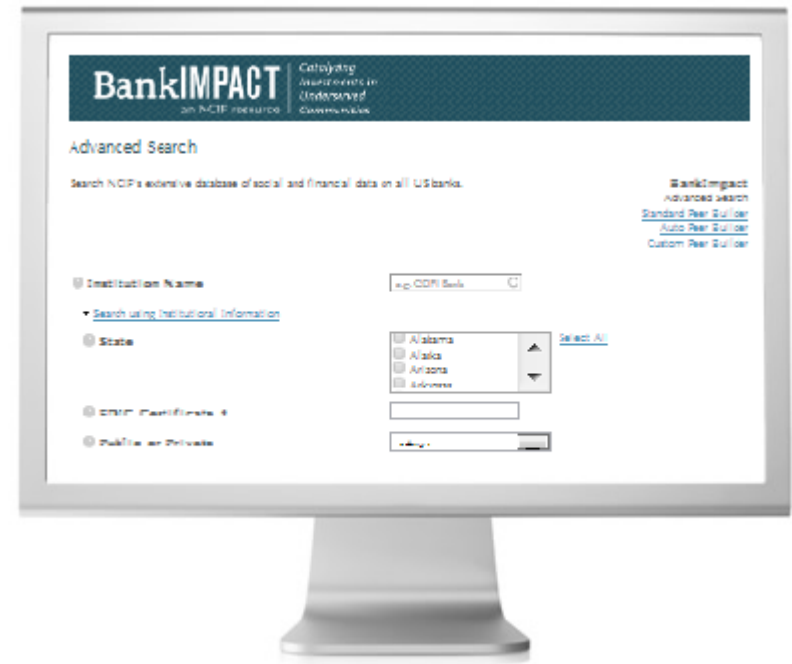 BankIMPACT
an NCIF resource
Catalyzing
Investments in
Underserved
Communities
Advanced Search
Search NCIF's extensive database of social and financial data on all US banks.
BankImpact
Advanced Search
Standard Peer Builder
Auto Peer Builder
Custom Peer Builder
Institution Name
e.g. CDFI Bank
Search using Institutional Information
State
Alabama
Alaska
Arizona
Arkansas
Select All
FDIC Certificate #
Public or Private